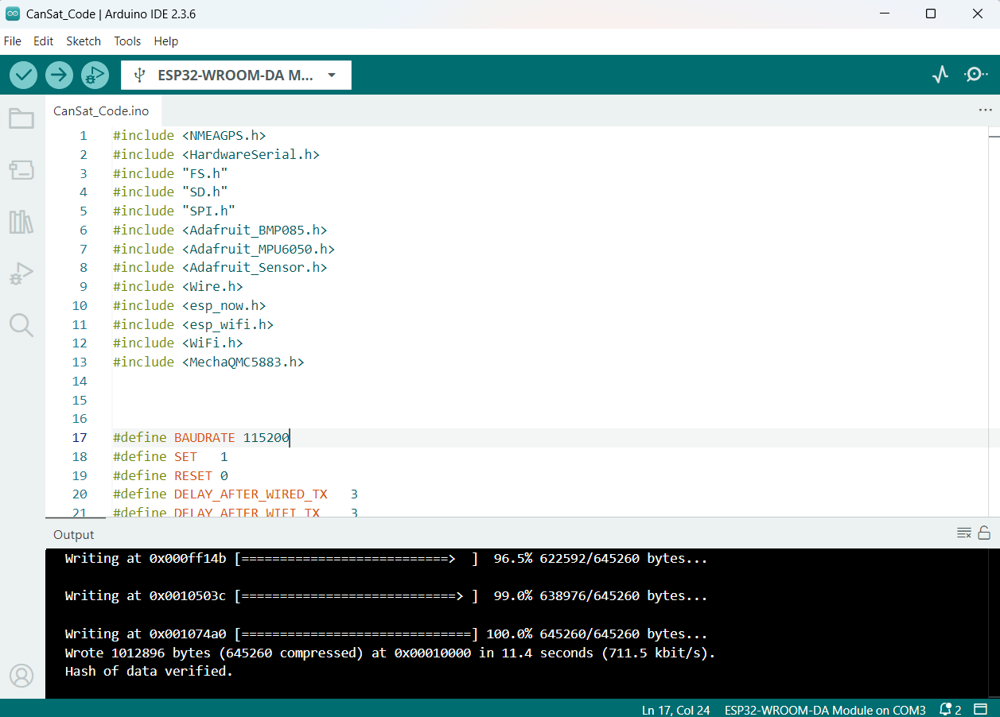 CanSat_Code | Arduino IDE 2.3.6
File Edit Sketch Tools Help
ESP32-WROOM-DA M...
CanSat_Code.ino
1 #include <NMEAGPS.h>
2 #include <HardwareSerial.h>
3 #include "FS.h"
4 #include "SD.h"
5 #include "SPI.h"
6 #include <Adafruit_BMP085.h>
7 #include <Adafruit_MPU6050.h>
8 #include <Adafruit_Sensor.h>
9 #include <Wire.h>
10 #include <esp_now.h>
11 #include <esp_wifi.h>
12 #include <WiFi.h>
13 #include <MechaQMC5883.h>
14
15
16
17 #define BAUDRATE 115200
18 #define SET   1
19 #define RESET 0
20 #define DELAY_AFTER_WIRED_TX   3
21 #define DELAY_AFTER_WIFI_TX    3
Output
Writing at 0x000ff14b [===========================>  ]  96.5% 622592/645260 bytes...
Writing at 0x0010503c [============================> ]  99.0% 638976/645260 bytes...
Writing at 0x001074a0 [==============================] 100.0% 645260/645260 bytes...
Wrote 1012896 bytes (645260 compressed) at 0x00010000 in 11.4 seconds (711.5 kbit/s).
Hash of data verified.
Ln 17, Col 24 ESP32-WROOM-DA Module on COM3 2